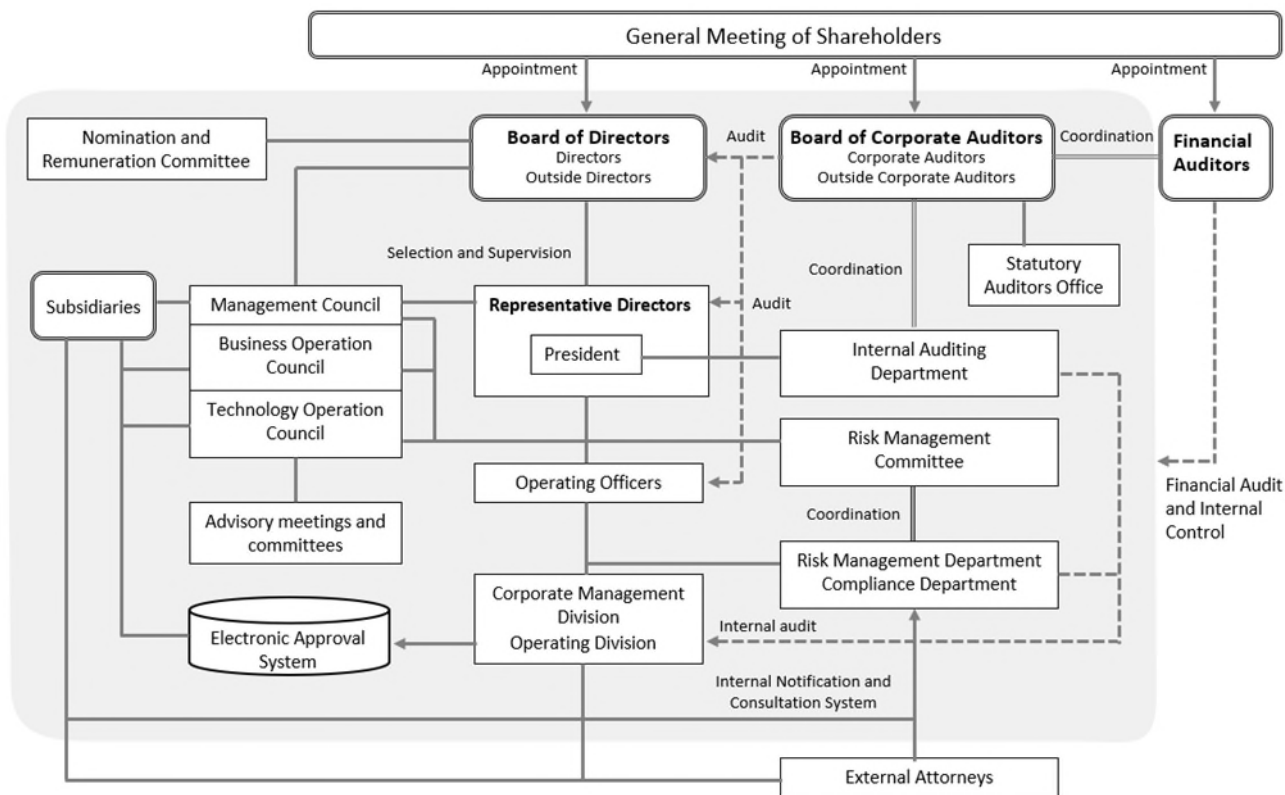 General Meeting of Shareholders
Appointment
Appointment
Appointment
Nomination and
Remuneration Committee
Board of Directors
Directors
Outside Directors
Audit
Board of Corporate Auditors
Corporate Auditors
Outside Corporate Auditors
Coordination
Financial
Auditors
Selection and Supervision
Coordination
Statutory
Auditors Office
Subsidiaries
Management Council
Business Operation
Council
Technology Operation
Council
Representative Directors
President
Audit
Internal Auditing
Department
Risk Management
Committee
Operating Officers
Financial Audit
and Internal
Control
Advisory meetings and
committees
Coordination
Risk Management Department
Compliance Department
Corporate Management
Division
Operating Division
Internal audit
Electronic Approval
System
Internal Notification and
Consultation System
External Attorneys